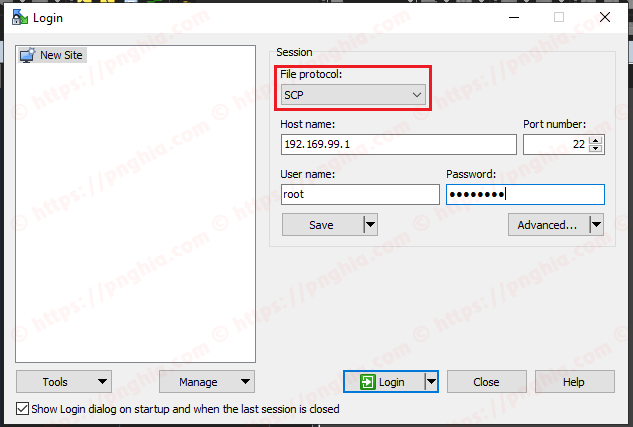 Login
New Site
Session
File protocol:
SCP
Host name:
Port number:
192.169.99.1
22
User name:
Password:
root
••••••••
Save
Advanced...
Tools
Manage
Login
Close
Help
Show Login dialog on startup and when the last session is closed
© https://pnghia.com